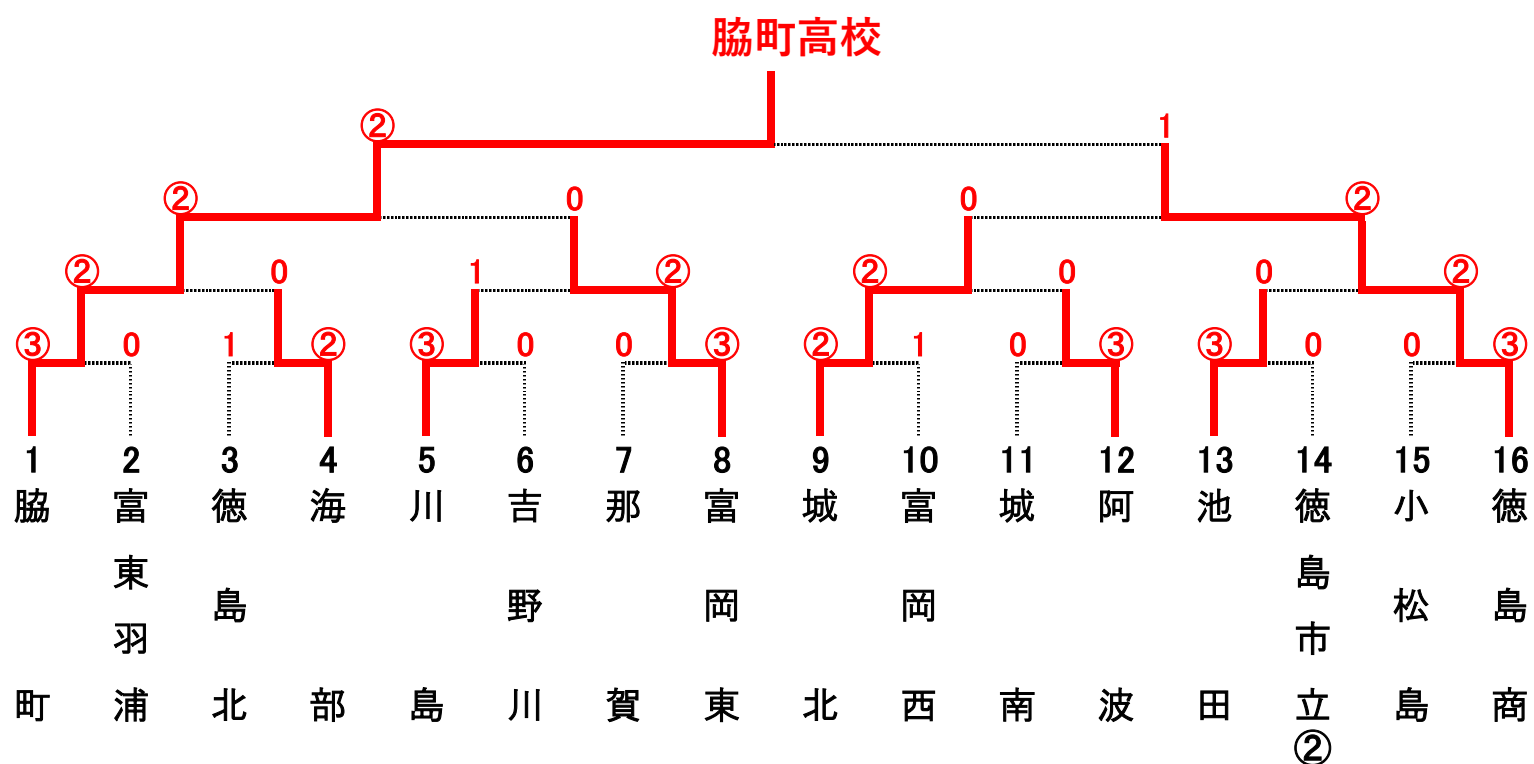 脇町高校
② 1
② 0 0 ②
② 0 1 ② ② 0 0 ②
③ 0 1 ② ③ 0 0 ③ ② 1 0 ③ ③ 0 0 ③
1 2 3 4 5 6 7 8 9 10 11 12 13 14 15 16
脇町
富東羽浦
徳島北
海部
川島
吉野川
那賀
富岡東
城北
富岡西
城南
阿波
池田
徳島市立②
小松島
徳島商